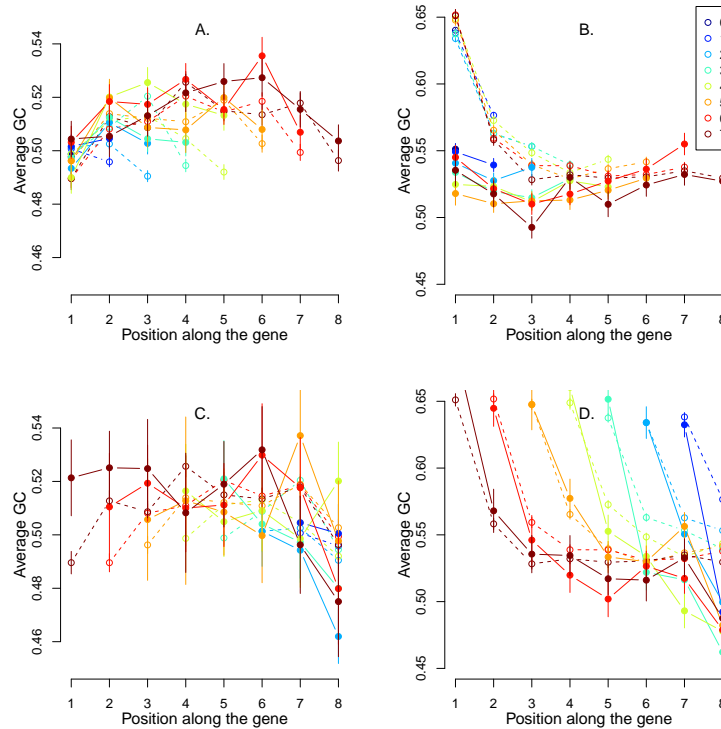 A.
Average GC
0.46 0.48 0.50 0.52 0.54
1 2 3 4 5 6 7 8
Position along the gene
B.
Average GC
0.45 0.50 0.55 0.60 0.65
1 2 3 4 5 6 7 8
Position along the gene
C.
Average GC
0.46 0.48 0.50 0.52 0.54
1 2 3 4 5 6 7 8
Position along the gene
D.
Average GC
0.45 0.50 0.55 0.60 0.65
1 2 3 4 5 6 7 8
Position along the gene